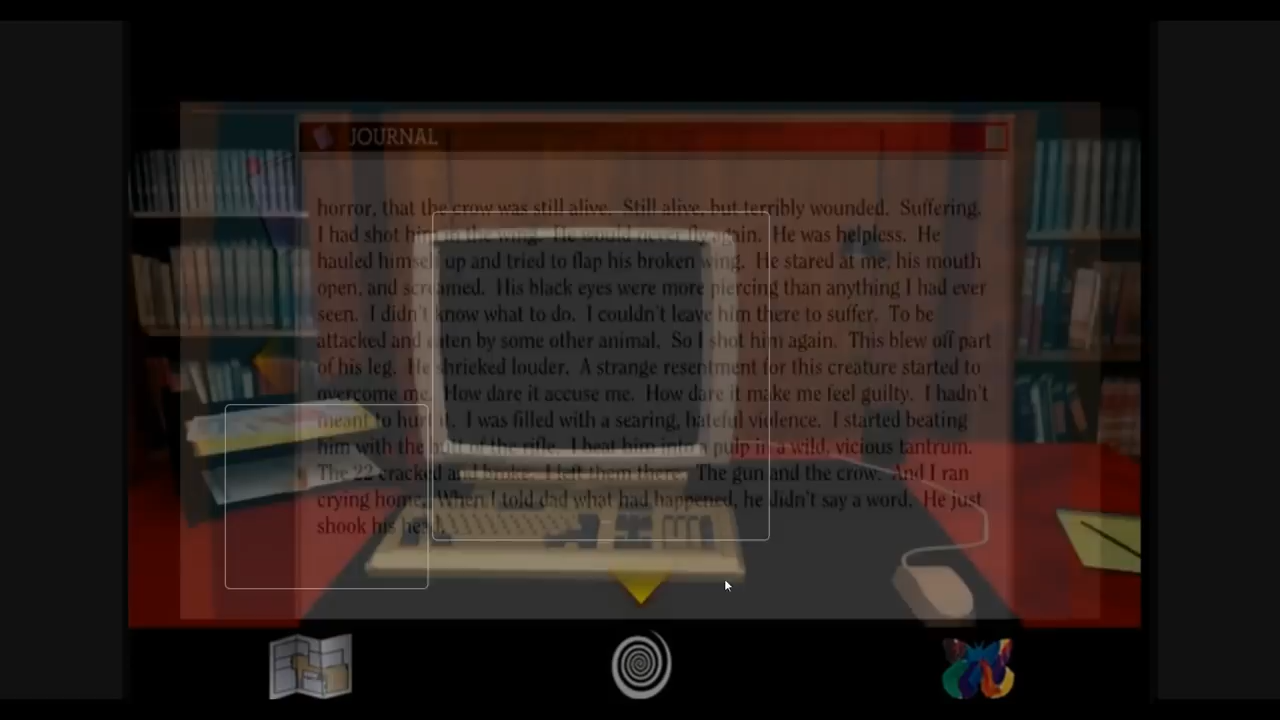 JOURNAL
horror, that the crow was still alive. Still alive, but terribly wounded. Suffering.
I had shot him in the wing. He would never fly again. He was helpless. He
hauled himself up and tried to flap his broken wing. He stared at me, his mouth
open, and screamed. His black eyes were more piercing than anything I had ever
seen. I didn't know what to do. I couldn't leave him there to suffer. To be
attacked and eaten by some other animal. So I shot him again. This blew off part
of his leg. He shrieked louder. A strange resentment for this creature started to
overcome me. How dare it accuse me. How dare it make me feel guilty. I hadn't
meant to hurt it. I was filled with a searing, hateful violence. I started beating
him with the butt of the rifle. I beat him into a pulp in a wild, vicious tantrum.
The 22 cracked and broke. I left them there. The gun and the crow. And I ran
crying home. When I told dad what had happened, he didn't say a word. He just
shook his head.